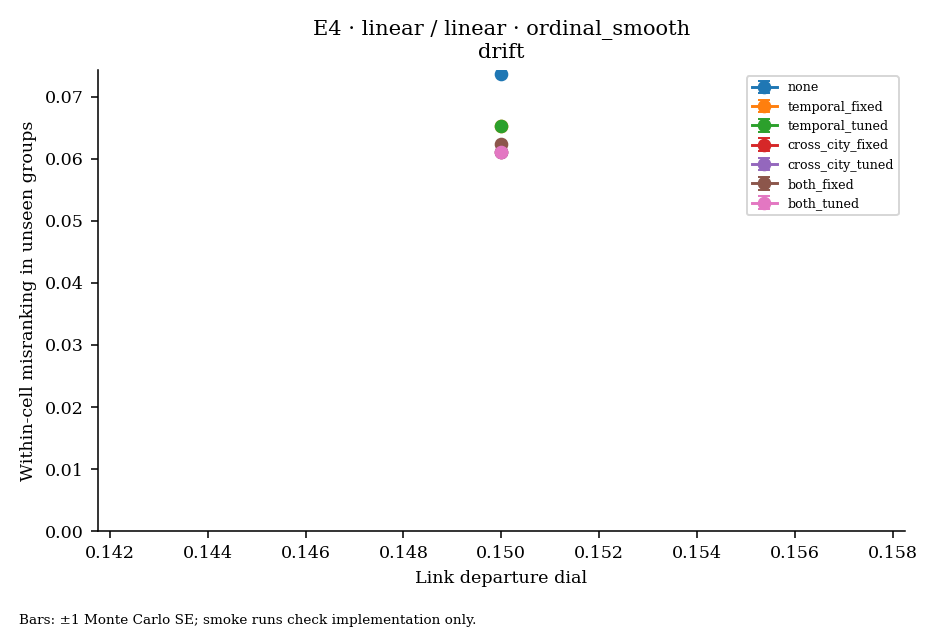 E4 · linear / linear · ordinal_smooth
drift
Within-cell misranking in unseen groups
0.07
0.06
0.05
0.04
0.03
0.02
0.01
0.00
none
temporal_fixed
temporal_tuned
cross_city_fixed
cross_city_tuned
both_fixed
both_tuned
0.142 0.144 0.146 0.148 0.150 0.152 0.154 0.156 0.158
Link departure dial
Bars: ±1 Monte Carlo SE; smoke runs check implementation only.